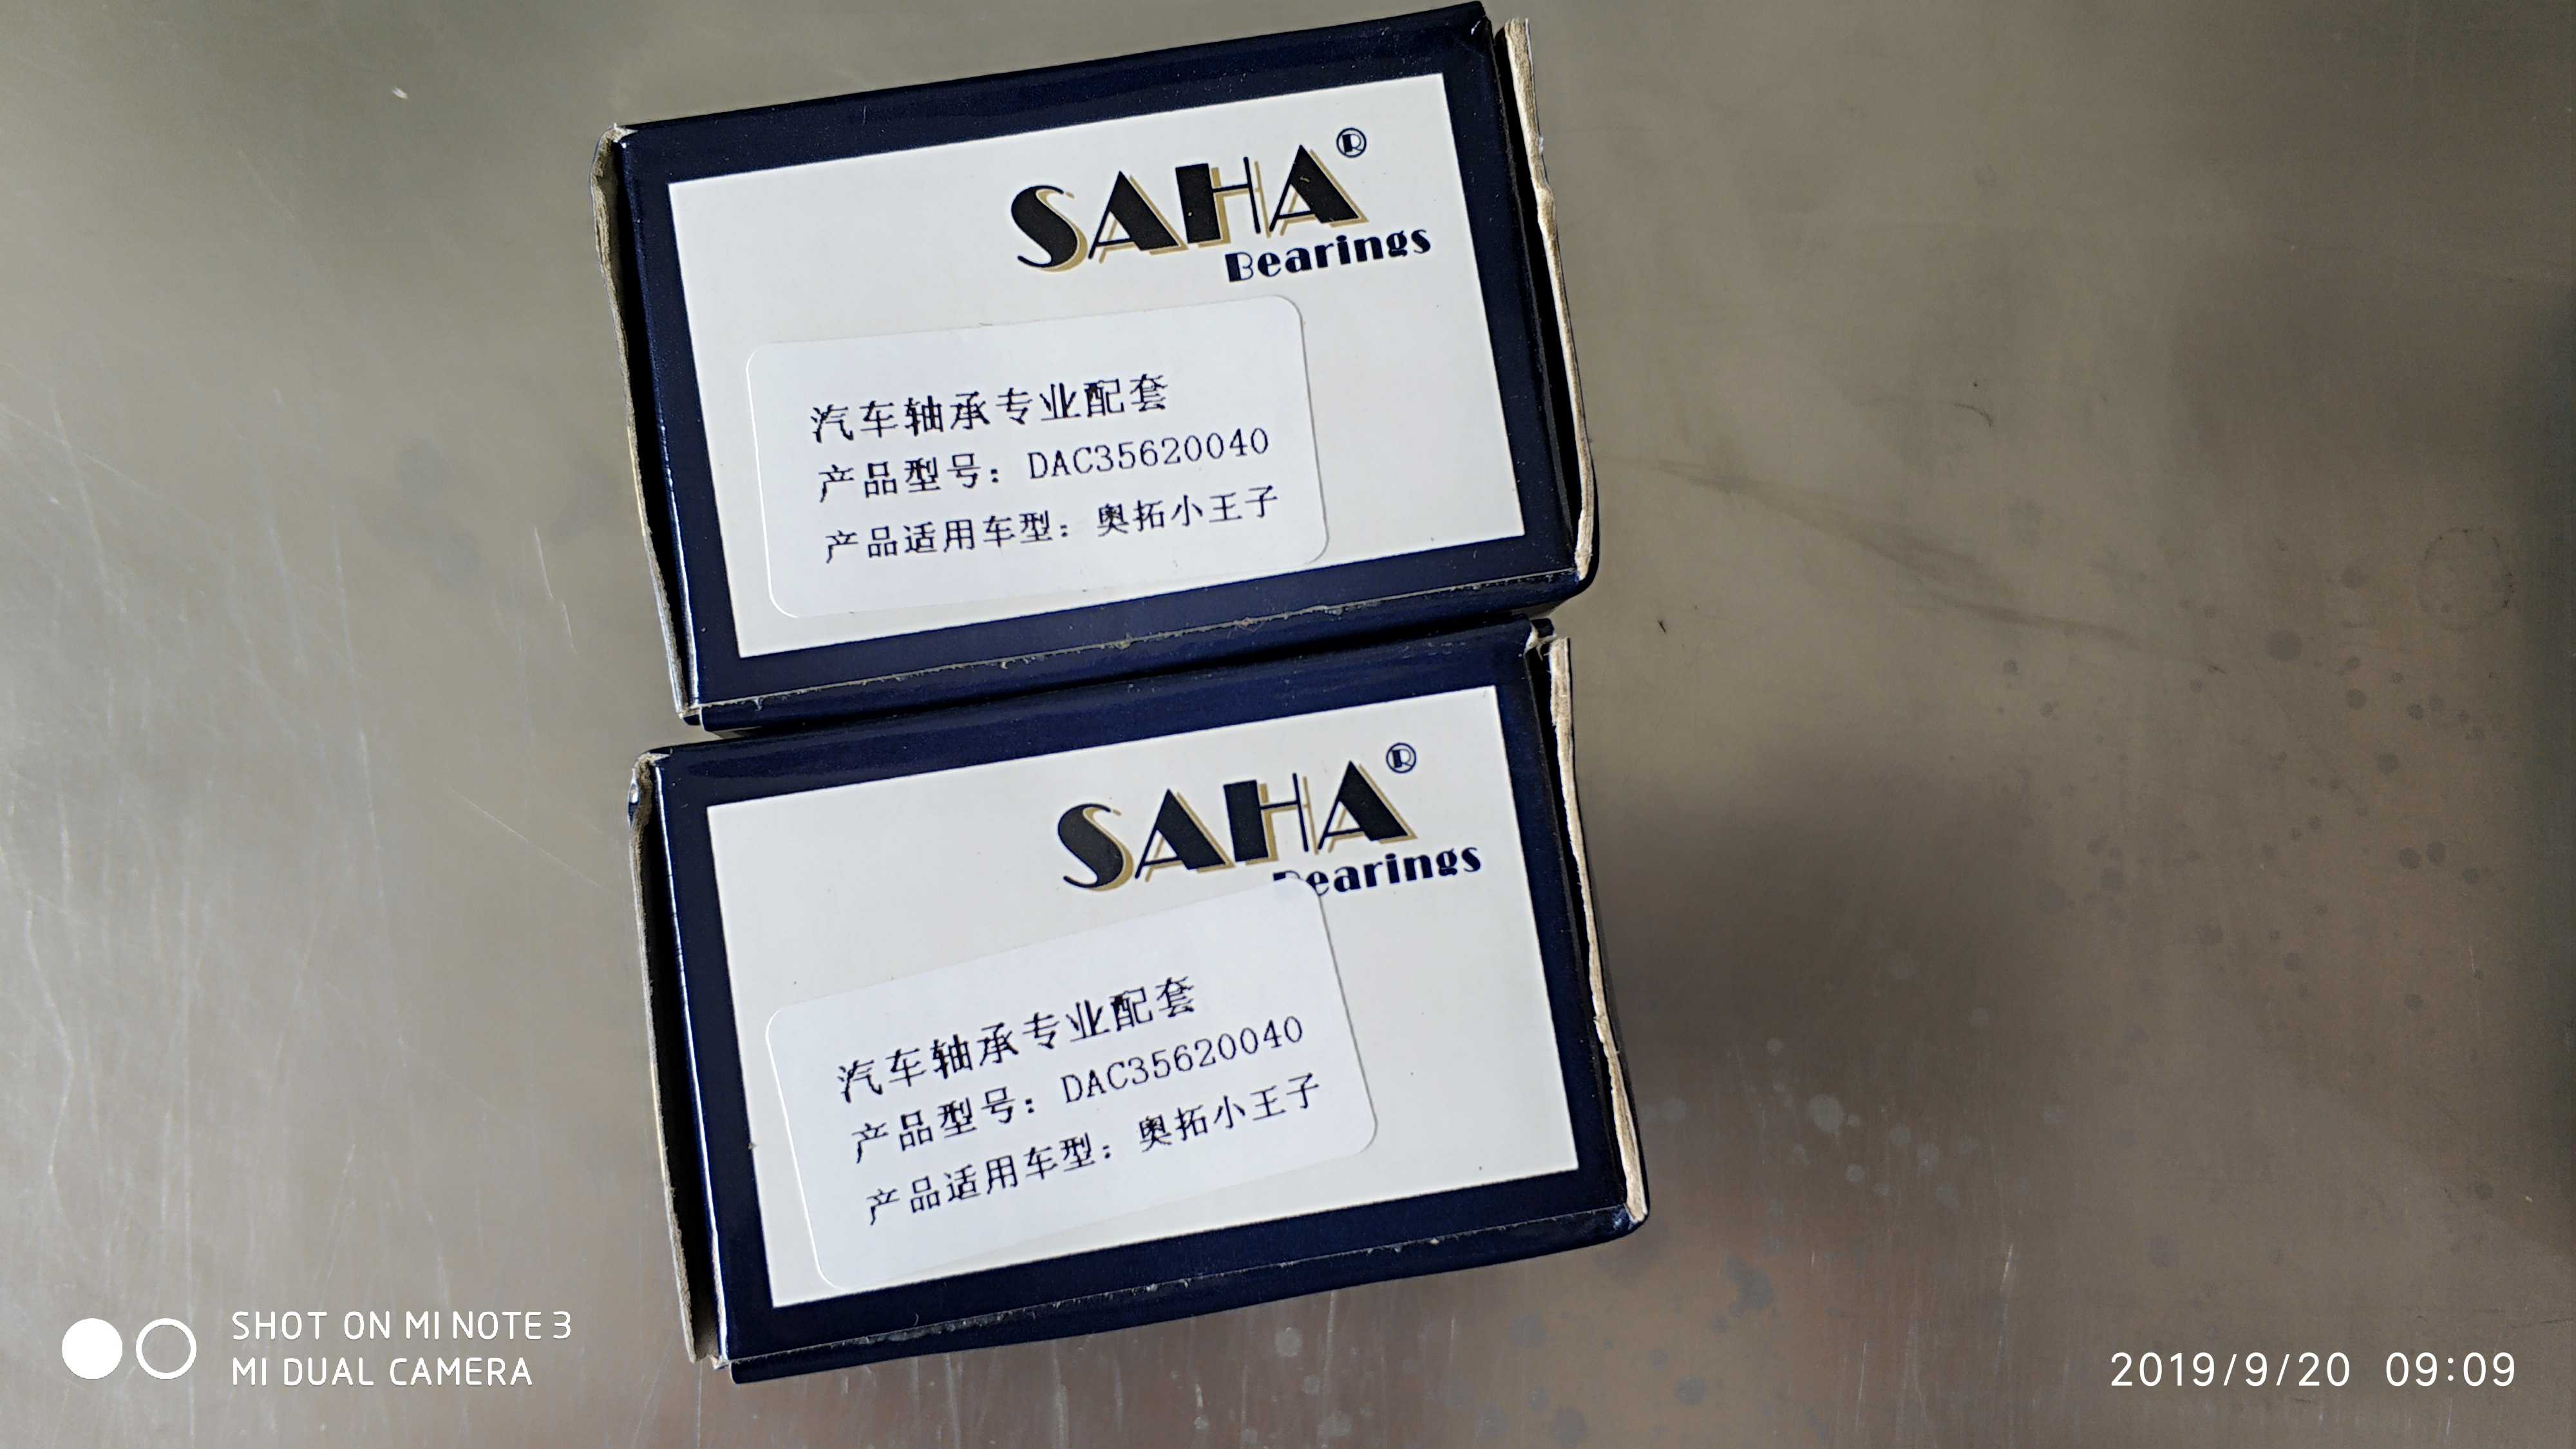 SAHA®
Bearings
汽车轴承专业配套
产品型号：DAC35620040
产品适用车型：奥拓小王子
SAHA®
earings
汽车轴承专业配套
产品型号：DAC35620040
产品适用车型：奥拓小王子
SHOT ON MI NOTE 3
MI DUAL CAMERA
2019/9/20 09:09